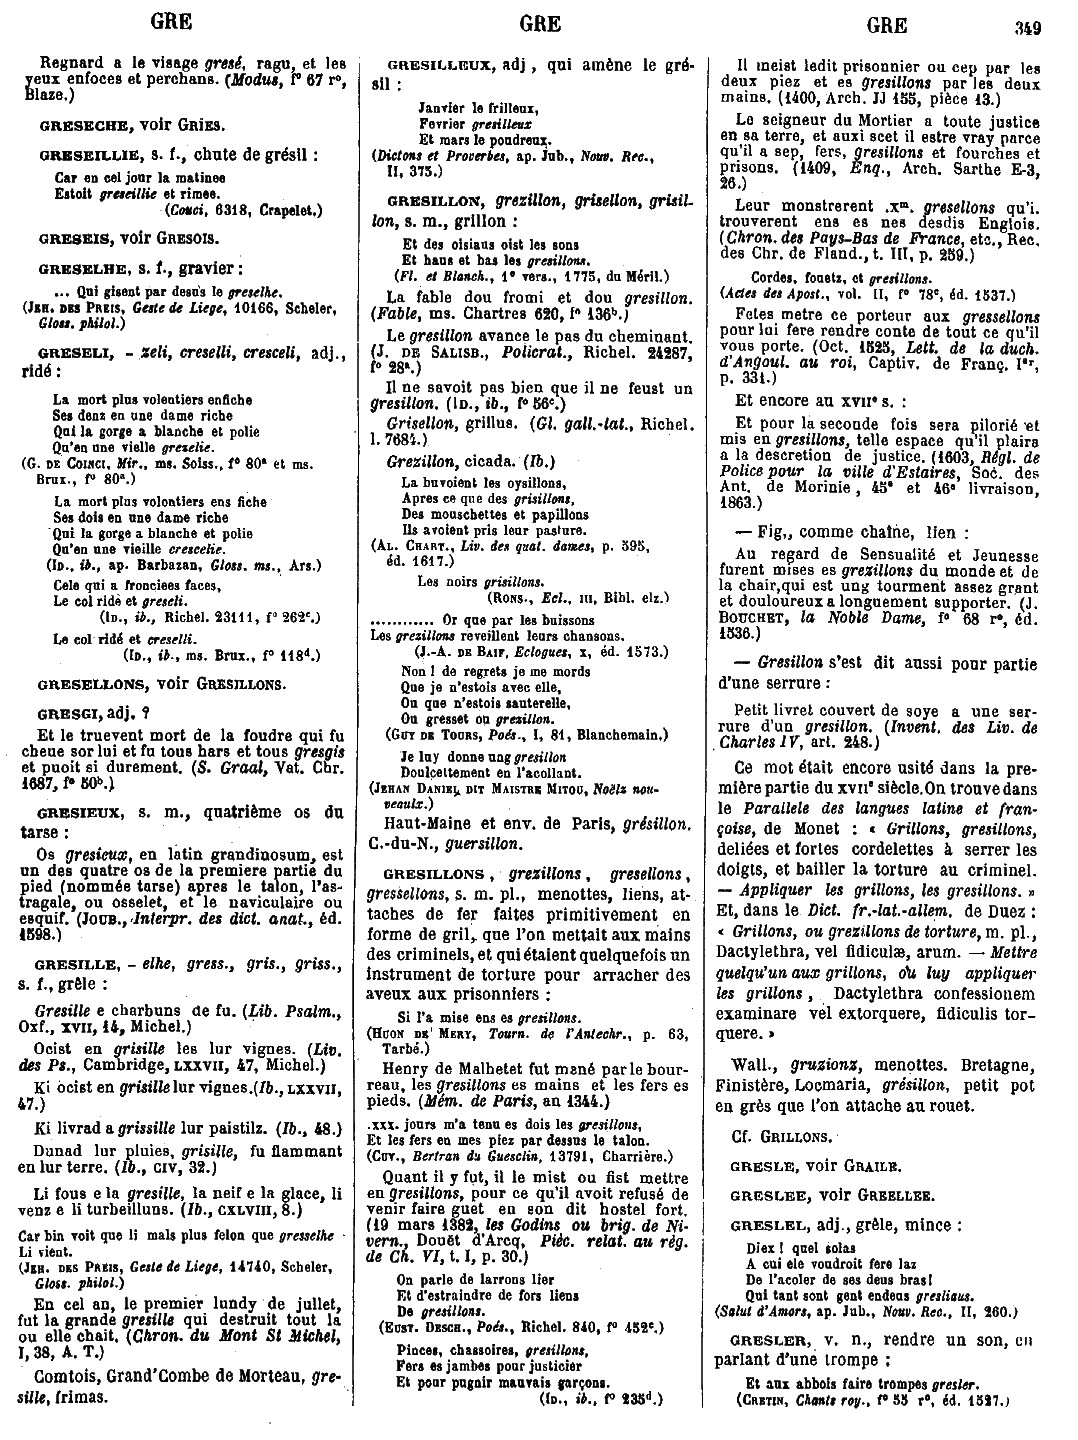 GRE
GRE
GRE
349
Regnard a le visage gresé, ragu, et les
yeux enfoces et perchans. (Modus, f° 67 r°,
Blaze.)
GRESECHE, voir GRIES.
GRESEILLIE, s. f., chute de grésil :
Car en cel jour la matinee
Estoit greseillie et rimee.
(Couci, 6318, Crapelet.)
GRESEIS, voir GRESOIS.
GRESELHE, s. f., gravier :
... Qui gisent par desus le greselhe.
(JEH. DES PREIS, Geste de Liege, 10166, Scheler,
Gloss. philol.)
GRESELI, - zeli, creselli, cresceli, adj.,
ridé :
La mort plus volentiers enfiche
Ses denz en une dame riche
Qui la gorge a blanche et polie
Qu'en une vielle grezelie.
(G. DE COINCI, Mir., ms. Soiss., f° 80ª et ms.
Brux., f° 80ª.)
La mort plus volontiers ens fiche
Ses dois en une dame riche
Qui la gorge a blanche et polie
Qu'en une vieille crescelie.
(ID., ib., ap. Barbazan, Gloss. ms., Ars.)
Cele qui a fronciees faces,
Le col ridé et greseli.
(ID., ib., Richel. 23111, f° 262ᶜ.)
Le col ridé et creselli.
(ID., ib., ms. Brux., f° 118ᵈ.)
GRESELLONS, voir GRESILLONS.
GRESGI, adj. ?
Et le truevent mort de la foudre qui fu
cheue sor lui et fu tous hars et tous gresgis
et puoit si durement. (S. Graal, Vat. Chr.
1687, f° 50ᵇ.)
GRESIEUX, s. m., quatrième os du
tarse :
Os gresieux, en latin grandinosum, est
un des quatre os de la premiere partie du
pied (nommée tarse) apres le talon, l'as-
tragale, ou osselet, et le naviculaire ou
esquif. (JOUB., Interpr. des dict. anat., éd.
1598.)
GRESILLE, - elhe, gress., gris., griss.,
s. f., grêle :
Gresille e charbuns de fu. (Lib. Psalm.,
Oxf., XVII, 14, Michel.)
Ocist en grisille les lur vignes. (Liv.
des Ps., Cambridge, LXXVII, 47, Michel.)
Ki ocist en grisille lur vignes. (Ib., LXXVII,
47.)
Ki livrad a grissille lur paistilz. (Ib., 48.)
Dunad lur pluies, grisille, fu flammant
en lur terre. (Ib., CIV, 32.)
Li fous e la gresille, la neif e la glace, li
venz e li turbeilluns. (Ib., CXLVIII, 8.)
Car bin voit que li mals plus felon que gresselhe
Li vient.
(JEH. DES PREIS, Geste de Liege, 14740, Scheler,
Gloss. philol.)
En cel an, le premier lundy de jullet,
fut la grande gresille qui destruit tout là
ou elle chait. (Chron. du Mont St Michel,
I, 38, A. T.)
Comtois, Grand'Combe de Morteau, gre-
sille, frimas.
GRESILLEUX, adj, qui amène le gré-
sil :
Janvier le frilleux,
Fevrier gresilleux
Et mars le poudreux.
(Dictons et Proverbes, ap. Jub., Nouv. Rec.,
II, 375.)
GRESILLON, grezillon, grisellon, grisil-
lon, s. m., grillon :
Et des oisiaus oist les sons
Et haus et bas les gresillons.
(Fl. et Blanch., 1ᵉ vers., 1775, du Méril.)
La fable dou fromi et dou gresillon.
(Fable, ms. Chartres 620, f° 136ᵇ.)
Le gresillon avance le pas du cheminant.
(J. DE SALISB., Policrat., Richel. 24287,
f° 28ª.)
Il ne savoit pas bien que il ne feust un
gresillon. (ID., ib., f° 56ᶜ.)
Grisellon, grillus. (Gl. gall.-lat., Richel.
l. 7684.)
Grezillon, cicada. (Ib.)
La buvoient les oysillons,
Apres ce que des grisillons,
Des mouschettes et papillons
Ils avoient pris leur pasture.
(AL. CHART., Liv. des quat. dames, p. 595,
éd. 1617.)
Les noirs grisillons.
(RONS., Ecl., III, Bibl. elz.)
............ Or que par les buissons
Les grezillons reveillent leurs chansons.
(J.-A. DE BAIF, Eclogues, X, éd. 1573.)
Non ! de regrets je me mords
Que je n'estois avec elle,
Ou que n'estois sauterelle,
Ou gresset ou grezillon.
(GUY DE TOURS, Poés., I, 81, Blanchemain.)
Je luy donne ung gresillon
Doulcettement en l'acollant.
(JEHAN DANIEL DIT MAISTRE MITOU, Noëlz nou-
veaulx.)
Haut-Maine et env. de Paris, grésillon.
C.-du-N., guersillon.
GRESILLONS, grezillons, gresellons,
gressellons, s. m. pl., menottes, liens, at-
taches de fer faites primitivement en
forme de gril, que l'on mettait aux mains
des criminels, et qui étaient quelquefois un
instrument de torture pour arracher des
aveux aux prisonniers :
Si l'a mise ens es gresillons.
(HUON DE MERY, Tourn. de l'Antechr., p. 63,
Tarbé.)
Henry de Malbetet fut mané par le bour-
reau, les gresillons es mains et les fers es
pieds. (Mém. de Paris, an 1344.)
.xxx. jours m'a tenu es dois les gresillons,
Et les fers en mes piez par dessus le talon.
(CUV., Bertran du Guesclin, 13791, Charrière.)
Quant il y fut, il le mist ou fist mettre
en gresillons, pour ce qu'il avoit refusé de
venir faire guet en son dit hostel fort.
(19 mars 1382, les Godins ou brig. de Ni-
vern., Douët d'Arcq, Pièc. relat. au règ.
de Ch. VI, t. I, p. 30.)
On parle de larrons lier
Et d'estraindre de fors liens
De gresillons.
(EUST. DESCH., Poés., Richel. 840, f° 452ᶜ.)
Pinces, chassoires, gresillons,
Fers es jambes pour justicier
Et pour pugnir mauvais garçons.
(ID., ib., f° 235ᵈ.)
Il meist ledit prisonnier ou cep par les
deux piez et es gresillons par les deux
mains. (1400, Arch. JJ 155, pièce 13.)
Le seigneur du Mortier a toute justice
en sa terre, et auxi scet il estre vray parce
qu'il a sep, fers, gresillons et fourches et
prisons. (1409, Enq., Arch. Sarthe E-3,
26.)
Leur monstrerent .xᵐ. gresellons qu'i.
trouverent ens es nes desdis Englois.
(Chron. des Pays-Bas de France, etc., Rec.
des Chr. de Fland., t. III, p. 259.)
Cordes, fouetz, et gresillons.
(Actes des Apost., vol. II, f° 78ᶜ, éd. 1537.)
Fetes metre ce porteur aux gressellons
pour lui fere rendre conte de tout ce qu'il
vous porte. (Oct. 1525, Lett. de la duch.
d'Angoul. au roi, Captiv. de Franç. Iᵉʳ,
p. 331.)
Et encore au XVIIᵉ s. :
Et pour la seconde fois sera pilorié et
mis en gresillons, telle espace qu'il plaira
a la descretion de justice. (1603, Régl. de
Police pour la ville d'Estaires, Soc. des
Ant. de Morinie, 45ᵉ et 46ᵉ livraison,
1863.)
— Fig., comme chaîne, lien :
Au regard de Sensualité et Jeunesse
furent mises es grezillons du monde et de
la chair, qui est ung tourment assez grant
et douloureux a longuement supporter. (J.
BOUCHET, la Noble Dame, f° 68 r°, éd.
1536.)
— Gresillon s'est dit aussi pour partie
d'une serrure :
Petit livret couvert de soye a une ser-
rure d'un gresillon. (Invent. des Liv. de
Charles IV, art. 248.)
Ce mot était encore usité dans la pre-
mière partie du XVIIᵉ siècle. On trouve dans
le Parallele des langues latine et fran-
çoise, de Monet : « Grillons, gresillons,
deliées et fortes cordelettes à serrer les
doigts, et bailler la torture au criminel.
— Appliquer les grillons, les gresillons. »
Et, dans le Dict. fr.-lat.-allem. de Duez :
« Grillons, ou grezillons de torture, m. pl.,
Dactylethra, vel fidiculæ, arum. — Mettre
quelqu'un aux grillons, ou luy appliquer
les grillons, Dactylethra confessionem
examinare vel extorquere, fidiculis tor-
quere. »
Wall., gruzionz, menottes. Bretagne,
Finistère, Locmaria, grésillon, petit pot
en grès que l'on attache au rouet.
Cf. GRILLONS.
GRESLE, voir GRAILE.
GRESLEE, voir GREELLEE.
GRESLEL, adj., grêle, mince :
Diex ! quel solas
A cui ele voudroit fere laz
De l'acoler de ses deus bras !
Qui tant sont gent endeus gresliaus.
(Salut d'Amors, ap. Jub., Nouv. Rec., II, 260.)
GRESLER, v. n., rendre un son, en
parlant d'une trompe :
Et aux abbois faire trompes gresler.
(CRETIN, Chants roy., f° 55 r°, éd. 1527.)